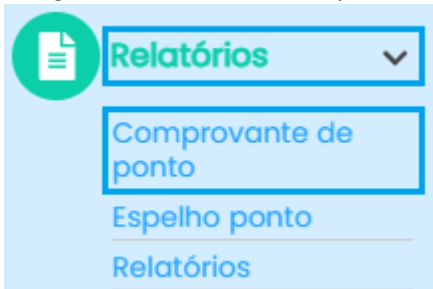 Relatórios
Comprovante de
ponto
Espelho ponto
Relatórios